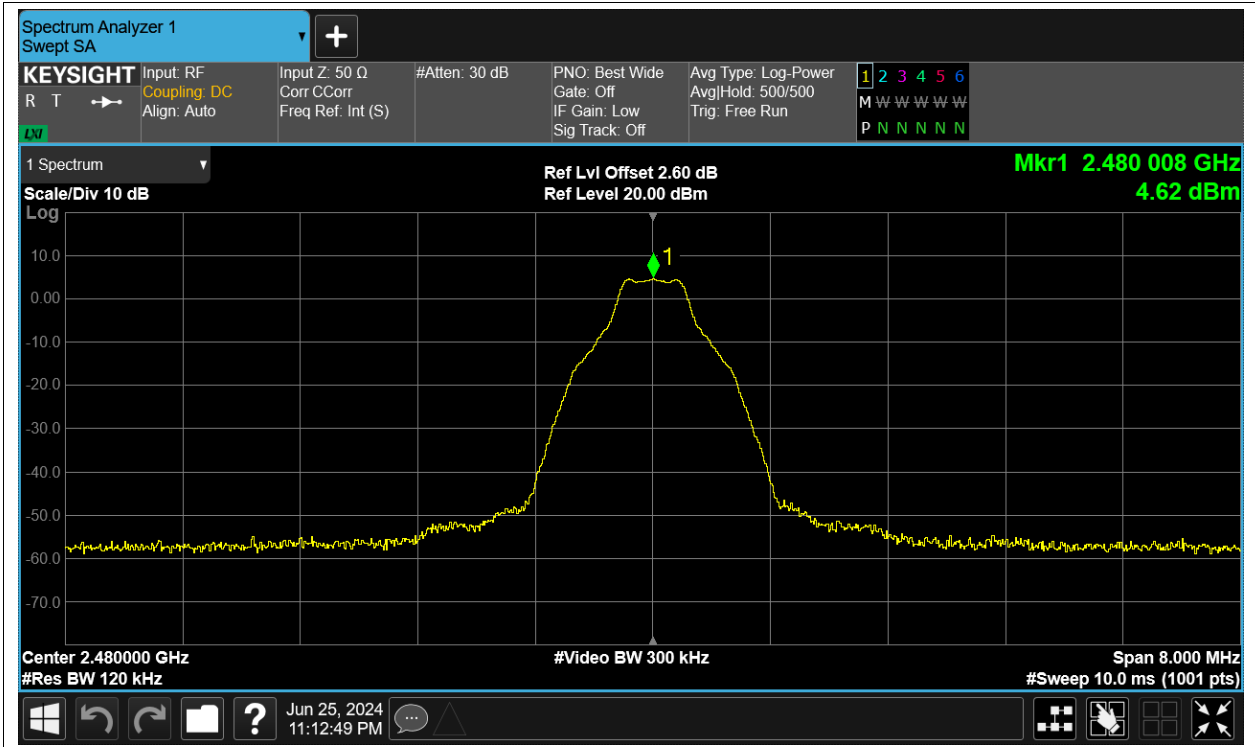 Spectrum Analyzer 1
Swept SA
KEYSIGHT
R T
LXI
Input: RF
Coupling: DC
Align: Auto
Input Z: 50 Ω
Corr CCorr
Freq Ref: Int (S)
#Atten: 30 dB
PNO: Best Wide
Gate: Off
IF Gain: Low
Sig Track: Off
Avg Type: Log-Power
Avg|Hold: 500/500
Trig: Free Run
1 2 3 4 5 6
M W W W W W
P N N N N N
1 Spectrum
Scale/Div 10 dB
Log
Ref Lvl Offset 2.60 dB
Ref Level 20.00 dBm
Mkr1 2.480 008 GHz
4.62 dBm
1
10.0
0.00
-10.0
-20.0
-30.0
-40.0
-50.0
-60.0
-70.0
Center 2.480000 GHz
#Video BW 300 kHz
Span 8.000 MHz
#Res BW 120 kHz
#Sweep 10.0 ms (1001 pts)
?
Jun 25, 2024
11:12:49 PM